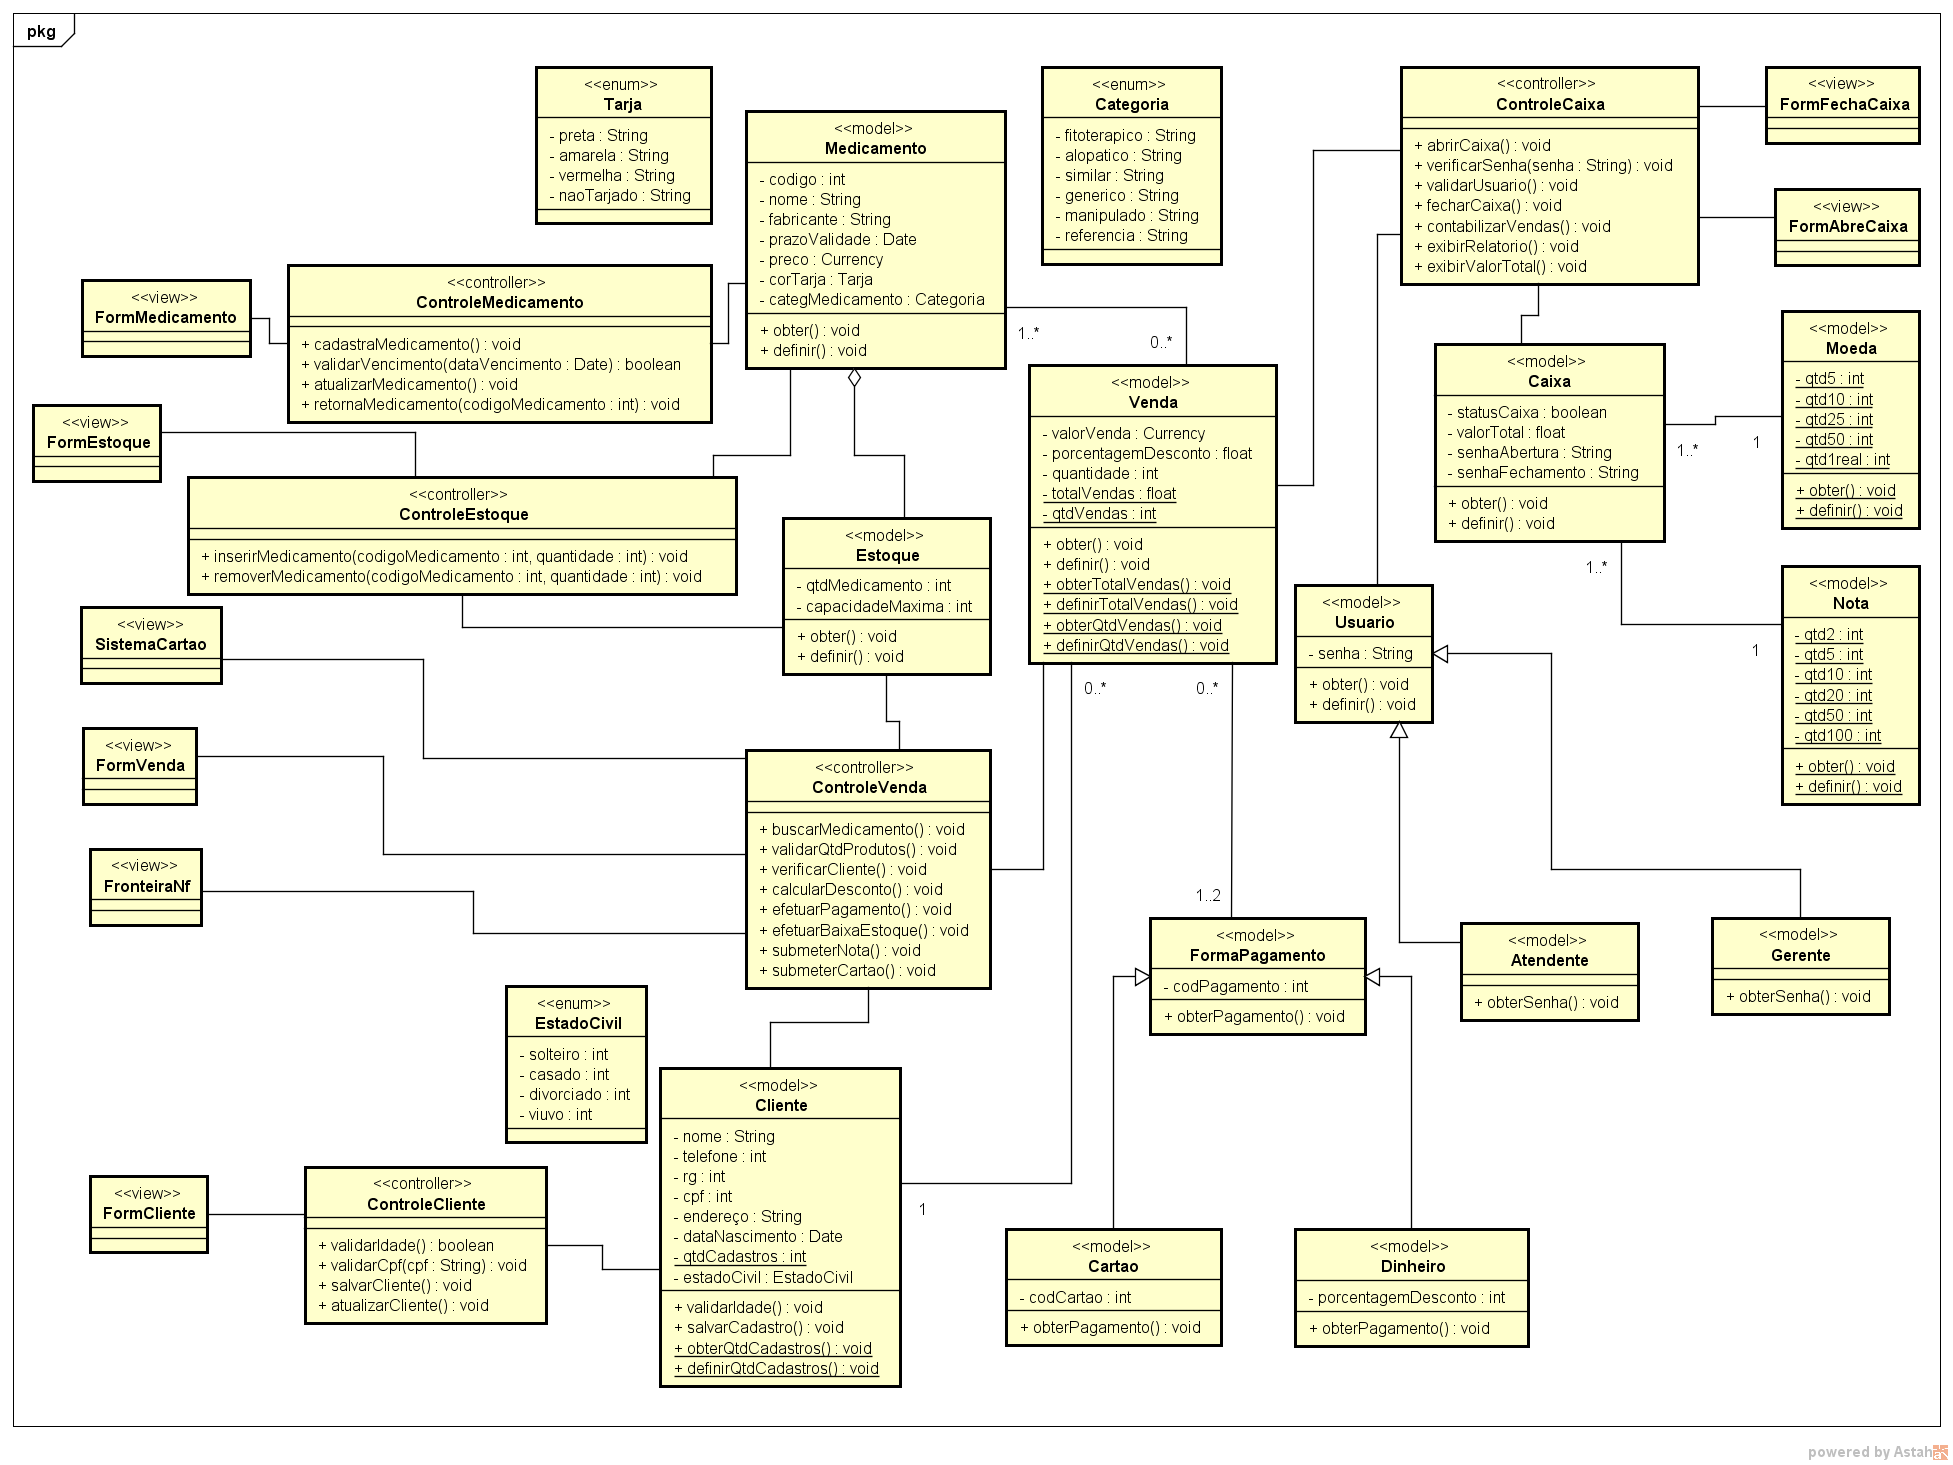 pkg
<<enum>>
Tarja
- preta : String
- amarela : String
- vermelha : String
- naoTarjado : String
<<model>>
Medicamento
- codigo : int
- nome : String
- fabricante : String
- prazoValidade : Date
- preco : Currency
- corTarja : Tarja
- categMedicamento : Categoria
+ obter() : void
+ definir() : void
<<enum>>
Categoria
- fitoterapico : String
- alopatico : String
- similar : String
- generico : String
- manipulado : String
- referencia : String
<<controller>>
ControleCaixa
+ abrirCaixa() : void
+ verificarSenha(senha : String) : void
+ validarUsuario() : void
+ fecharCaixa() : void
+ contabilizarVendas() : void
+ exibirRelatorio() : void
+ exibirValorTotal() : void
<<view>>
FormFechaCaixa
<<view>>
FormAbreCaixa
<<view>>
FormMedicamento
<<controller>>
ControleMedicamento
+ cadastraMedicamento() : void
+ validarVencimento(dataVencimento : Date) : boolean
+ atualizarMedicamento() : void
+ retornaMedicamento(codigoMedicamento : int) : void
1..*
0..*
<<model>>
Venda
- valorVenda : Currency
- porcentagemDesconto : float
- quantidade : int
- totalVendas : float
- qtdVendas : int
+ obter() : void
+ definir() : void
+ obterTotalVendas() : void
+ definirTotalVendas() : void
+ obterQtdVendas() : void
+ definirQtdVendas() : void
<<model>>
Caixa
- statusCaixa : boolean
- valorTotal : float
- senhaAbertura : String
- senhaFechamento : String
+ obter() : void
+ definir() : void
1..*
1
<<model>>
Moeda
- qtd5 : int
- qtd10 : int
- qtd25 : int
- qtd50 : int
- qtd1real : int
+ obter() : void
+ definir() : void
<<view>>
FormEstoque
<<controller>>
ControleEstoque
+ inserirMedicamento(codigoMedicamento : int, quantidade : int) : void
+ removerMedicamento(codigoMedicamento : int, quantidade : int) : void
<<model>>
Estoque
- qtdMedicamento : int
- capacidadeMaxima : int
+ obter() : void
+ definir() : void
1..*
1
<<model>>
Nota
- qtd2 : int
- qtd5 : int
- qtd10 : int
- qtd20 : int
- qtd50 : int
- qtd100 : int
+ obter() : void
+ definir() : void
<<model>>
Usuario
- senha : String
+ obter() : void
+ definir() : void
<<view>>
SistemaCartao
0..*
0..*
<<view>>
FormVenda
<<controller>>
ControleVenda
+ buscarMedicamento() : void
+ validarQtdProdutos() : void
+ verificarCliente() : void
+ calcularDesconto() : void
+ efetuarPagamento() : void
+ efetuarBaixaEstoque() : void
+ submeterNota() : void
+ submeterCartao() : void
<<view>>
FronteiraNf
1..2
<<model>>
FormaPagamento
- codPagamento : int
+ obterPagamento() : void
<<model>>
Atendente
+ obterSenha() : void
<<model>>
Gerente
+ obterSenha() : void
<<enum>>
EstadoCivil
- solteiro : int
- casado : int
- divorciado : int
- viuvo : int
<<model>>
Cliente
- nome : String
- telefone : int
- rg : int
- cpf : int
- endereço : String
- dataNascimento : Date
- qtdCadastros : int
- estadoCivil : EstadoCivil
+ validarIdade() : void
+ salvarCadastro() : void
+ obterQtdCadastros() : void
+ definirQtdCadastros() : void
1
<<view>>
FormCliente
<<controller>>
ControleCliente
+ validarIdade() : boolean
+ validarCpf(cpf : String) : void
+ salvarCliente() : void
+ atualizarCliente() : void
<<model>>
Cartao
- codCartao : int
+ obterPagamento() : void
<<model>>
Dinheiro
- porcentagemDesconto : int
+ obterPagamento() : void
powered by Astah